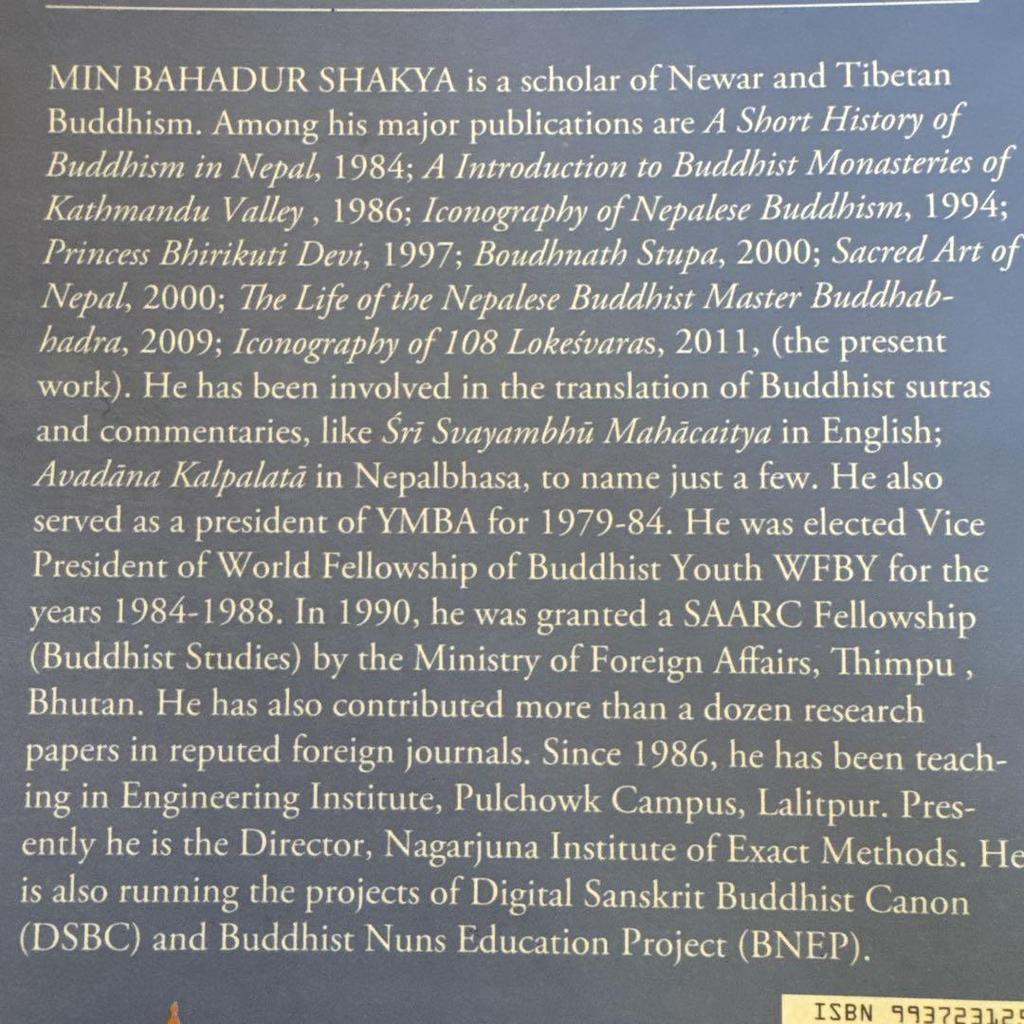 MIN BAHADUR SHAKYA is a scholar of Newar and Tibetan
Buddhism. Among his major publications are A Short History of
Buddhism in Nepal, 1984; A Introduction to Buddhist Monasteries of
Kathmandu Valley , 1986; Iconography of Nepalese Buddhism, 1994;
Princess Bhirikuti Devi, 1997; Boudhnath Stupa, 2000; Sacred Art of
Nepal, 2000; The Life of the Nepalese Buddhist Master Buddhab-
hadra, 2009; Iconography of 108 Lokeśvaras, 2011, (the present
work). He has been involved in the translation of Buddhist sutras
and commentaries, like Śrī Svayambhū Mahācaitya in English;
Avadāna Kalpalatā in Nepalbhasa, to name just a few. He also
served as a president of YMBA for 1979-84. He was elected Vice
President of World Fellowship of Buddhist Youth WFBY for the
years 1984-1988. In 1990, he was granted a SAARC Fellowship
(Buddhist Studies) by the Ministry of Foreign Affairs, Thimpu ,
Bhutan. He has also contributed more than a dozen research
papers in reputed foreign journals. Since 1986, he has been teach-
ing in Engineering Institute, Pulchowk Campus, Lalitpur. Pres-
ently he is the Director, Nagarjuna Institute of Exact Methods. He
is also running the projects of Digital Sanskrit Buddhist Canon
(DSBC) and Buddhist Nuns Education Project (BNEP).
ISBN